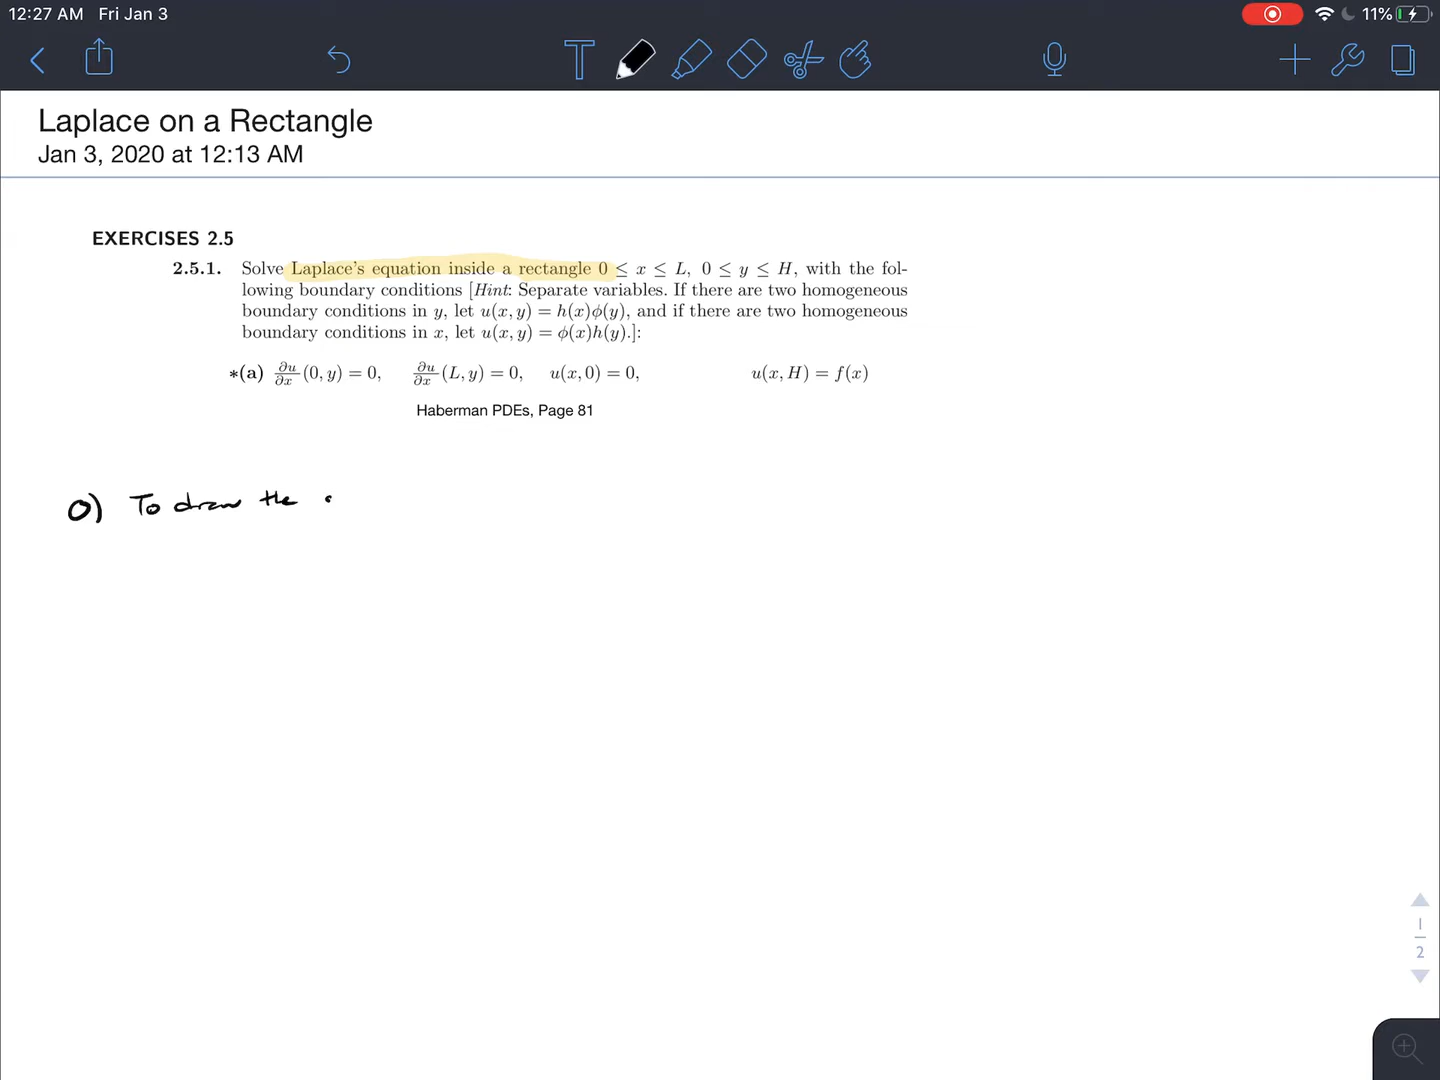 12:27 AM Fri Jan 3
11%
Laplace on a Rectangle
Jan 3, 2020 at 12:13 AM
EXERCISES 2.5
2.5.1. Solve Laplace's equation inside a rectangle 0 ≤ x ≤ L, 0 ≤ y ≤ H, with the fol-
lowing boundary conditions [Hint: Separate variables. If there are two homogeneous
boundary conditions in y, let u(x, y) = h(x)ϕ(y), and if there are two homogeneous
boundary conditions in x, let u(x, y) = ϕ(x)h(y).]:
*(a) ∂u/∂x (0, y) = 0, ∂u/∂x (L, y) = 0, u(x, 0) = 0, u(x, H) = f(x)
Haberman PDEs, Page 81
0) To draw the
1
2